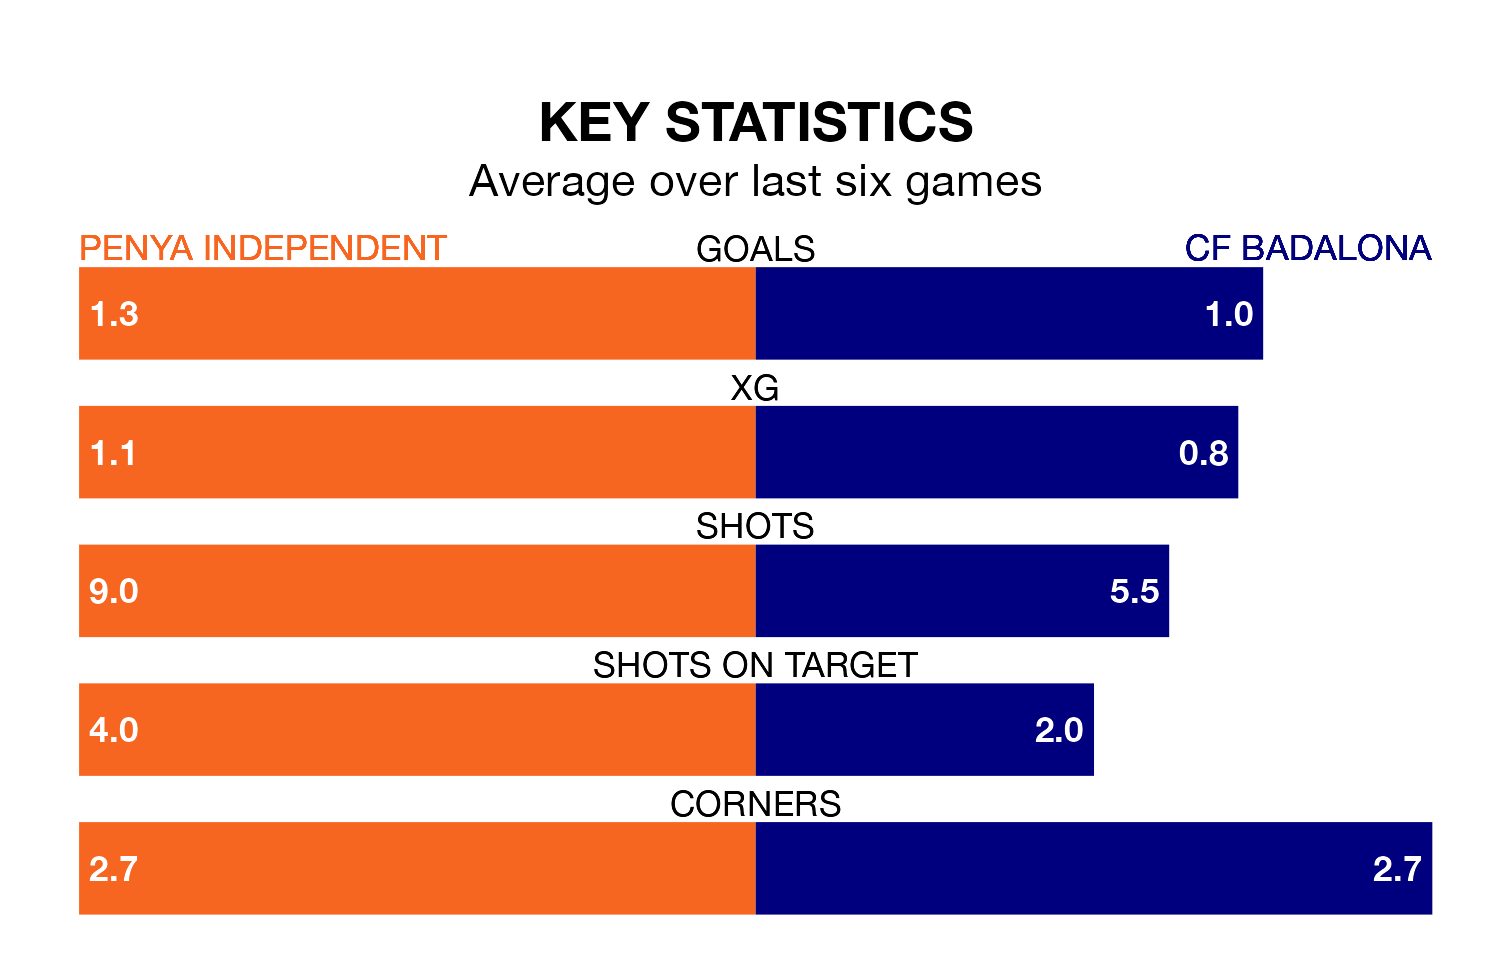 KEY STATISTICS
Average over last six games
PENYA INDEPENDENT GOALS CF BADALONA
1.3 1.0
XG
1.1 0.8
SHOTS
9.0 5.5
SHOTS ON TARGET
4.0 2.0
CORNERS
2.7 2.7